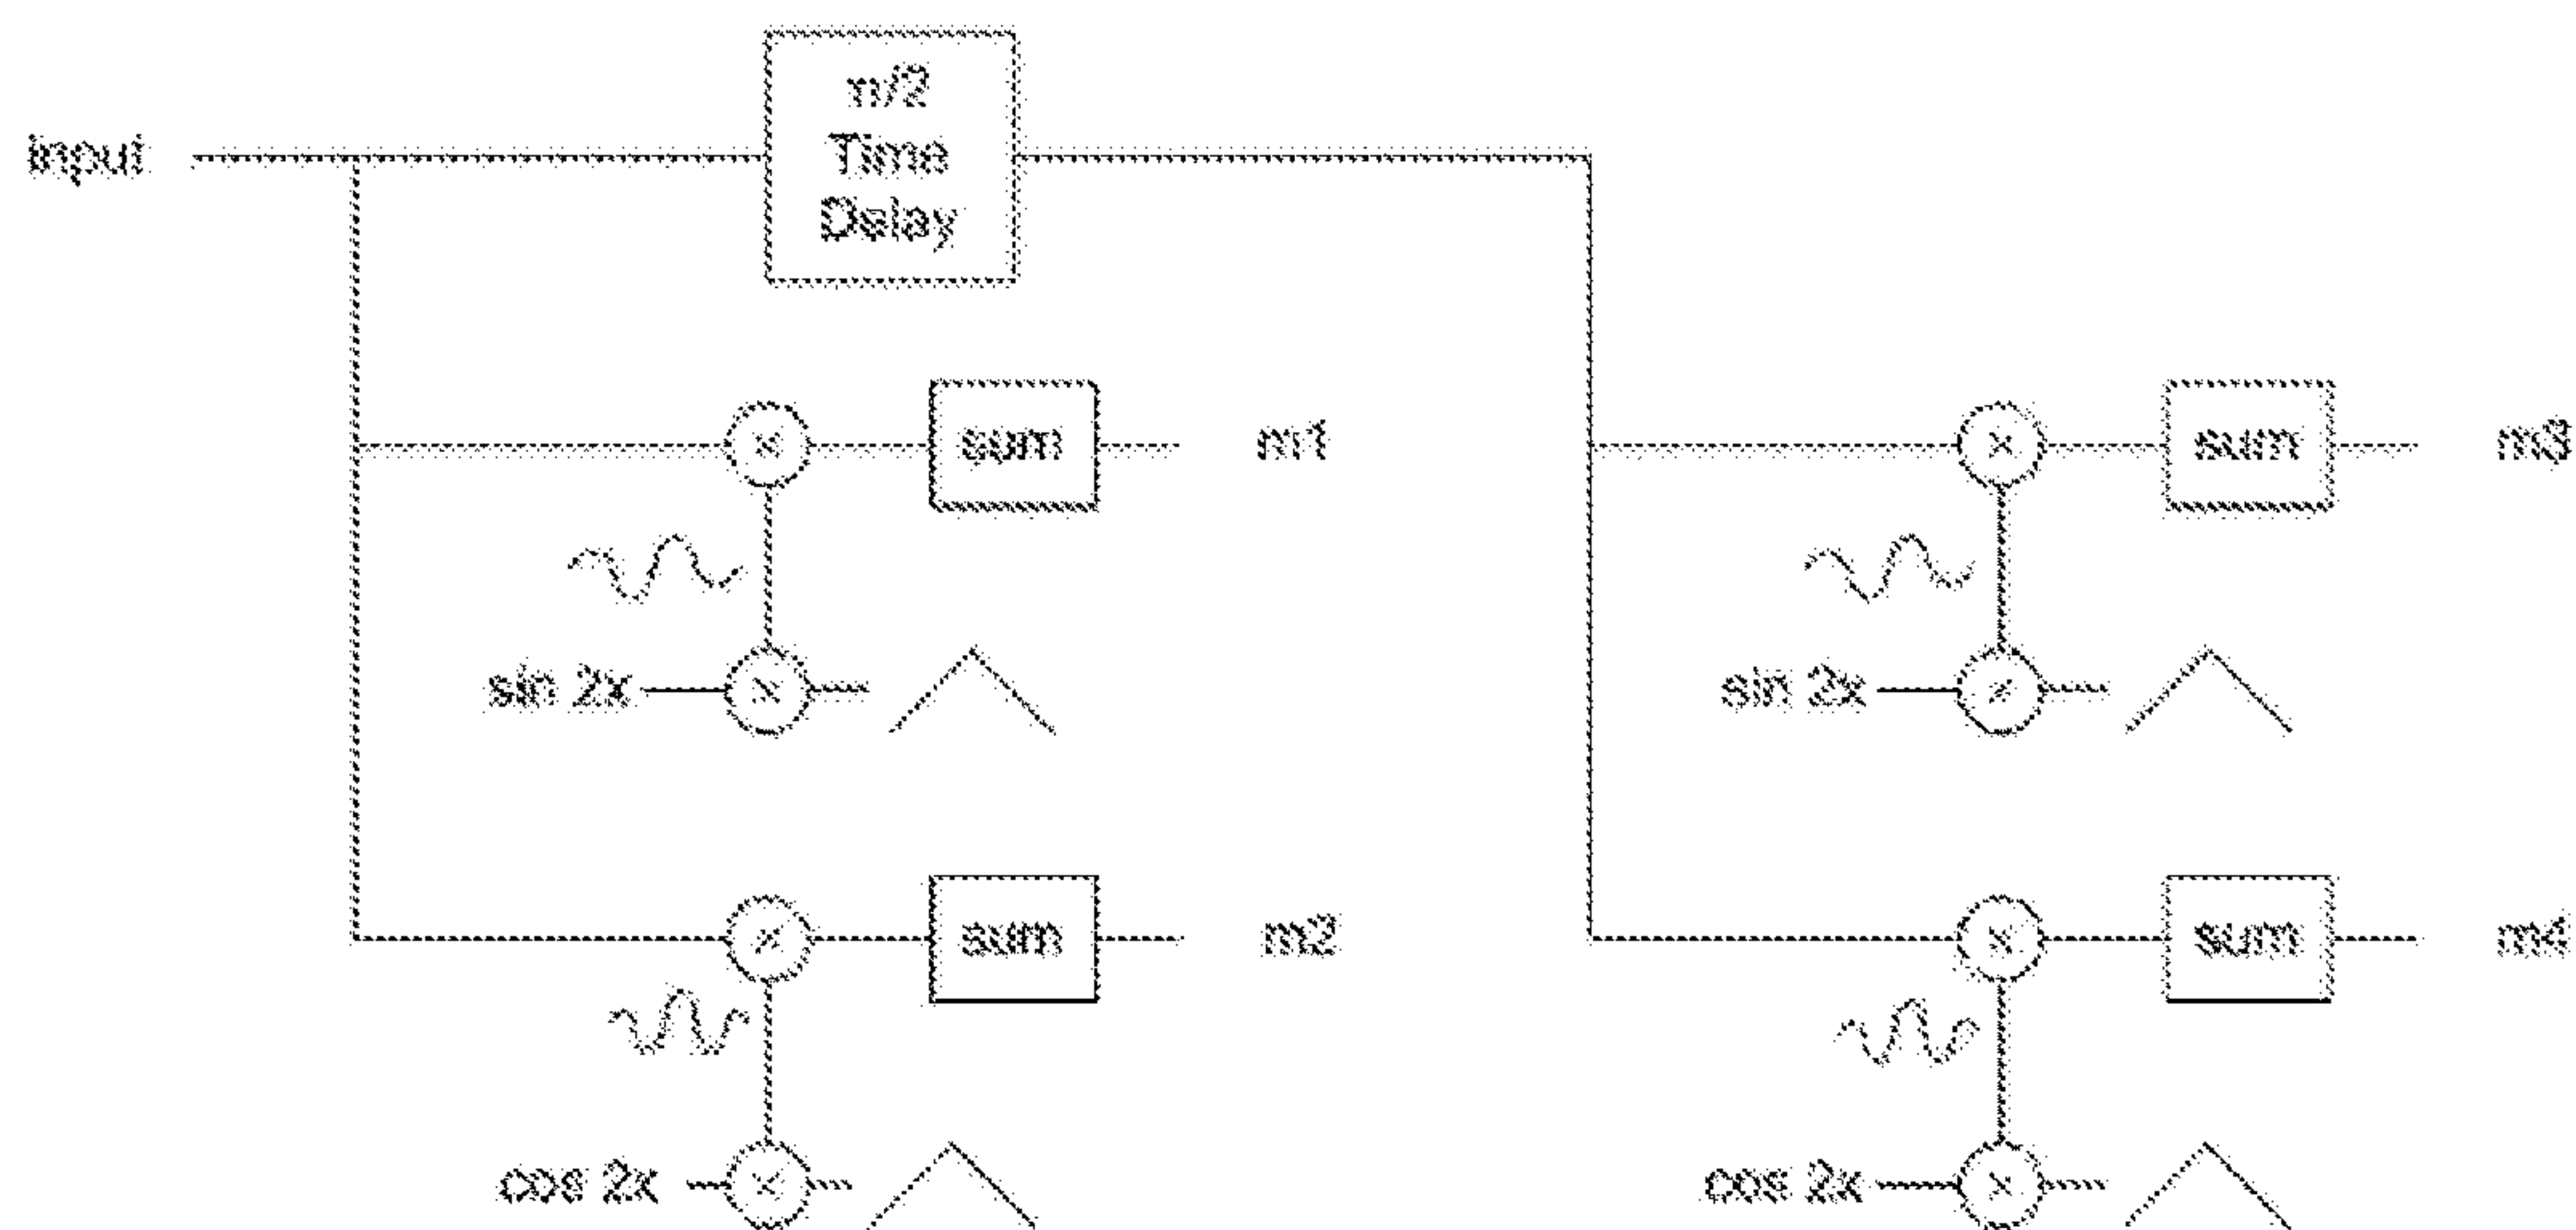 n/2
input
Time
Delay
×
sum
m1
×
sum
m3
sin 2x
×
sin 2x
×
×
sum
m2
×
sum
m4
cos 2x
×
cos 2x
×